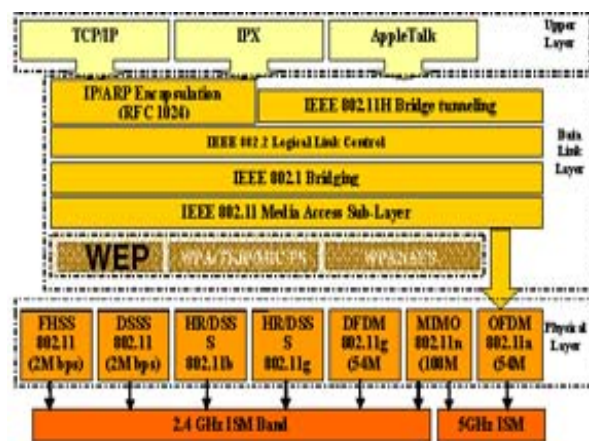 TCP/IP
IPX
AppleTalk
Upper
Layer
IP/ARP Encapsulation
(RFC 1024)
IEEE 802.11H Bridge tunneling
IEEE 802.2 Logical Link Control
IEEE 802.1 Bridging
IEEE 802.11 Media Access Sub-Layer
Data
Link
Layer
WEP
FHSS
802.11
(2Mbps)
DSSS
802.11
(2Mbps)
HR/DSS
S
802.11b
HR/DSS
S
802.11g
DFDM
802.11g
(54M
MIMO
802.11n
(108M
OFDM
802.11a
(54M
Physical
Layer
2.4 GHz ISM Band
5GHz ISM